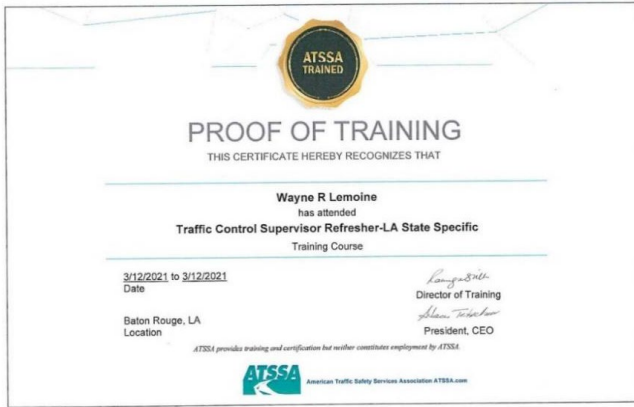 ATSSA
TRAINED
PROOF OF TRAINING
THIS CERTIFICATE HEREBY RECOGNIZES THAT
Wayne R Lemoine
has attended
Traffic Control Supervisor Refresher-LA State Specific
Training Course
3/12/2021 to 3/12/2021
Date
Director of Training
Baton Rouge, LA
Location
President, CEO
ATSSA provides training and certification but neither constitutes employment by ATSSA.
ATSSA
American Traffic Safety Services Association ATSSA.com